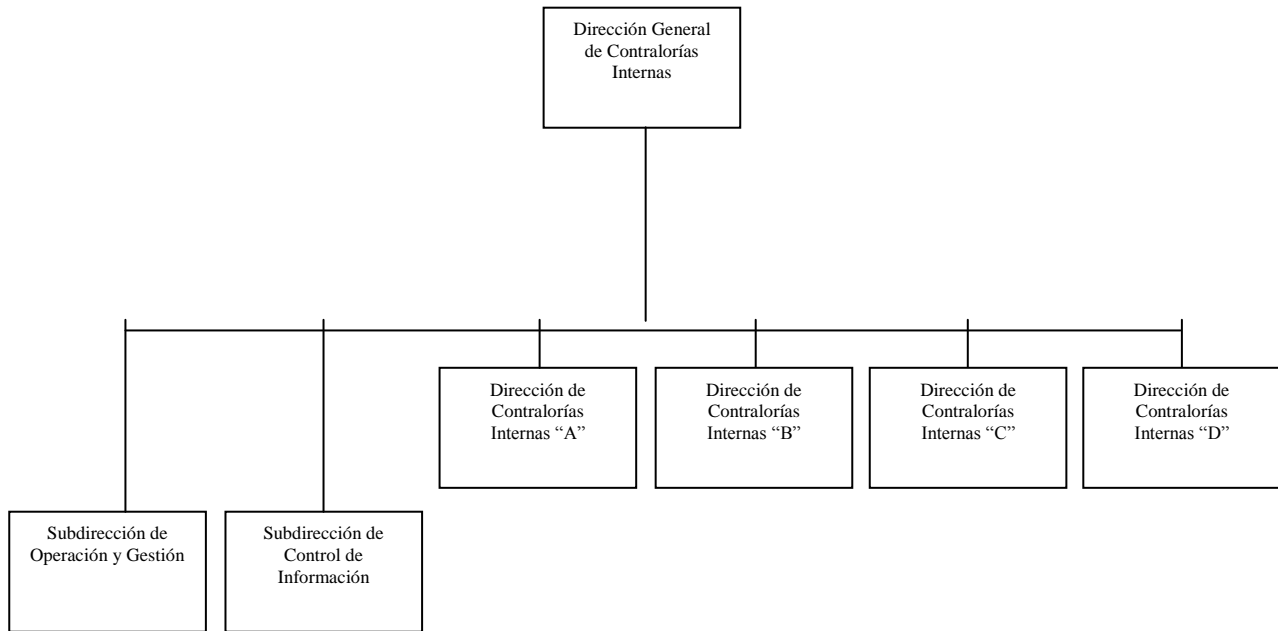 Dirección General
de Contralorías
Internas
Dirección de
Contralorías
Internas “A”
Dirección de
Contralorías
Internas “B”
Dirección de
Contralorías
Internas “C”
Dirección de
Contralorías
Internas “D”
Subdirección de
Operación y Gestión
Subdirección de
Control de
Información